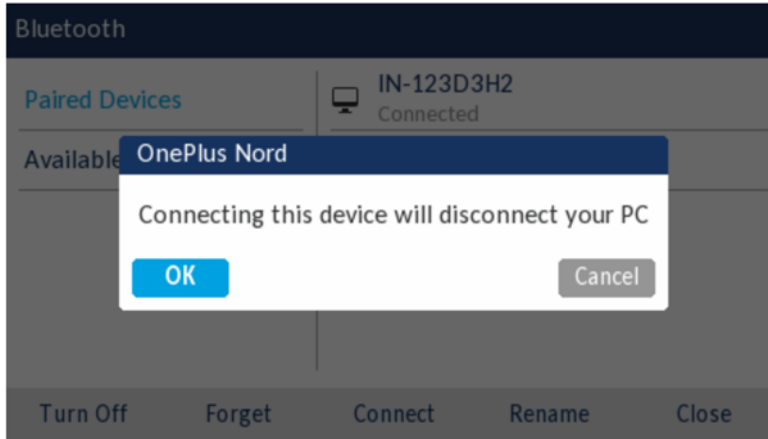 Bluetooth
Paired Devices
IN-123D3H2
Connected
Available
OnePlus Nord
Connecting this device will disconnect your PC
OK
Cancel
Turn Off
Forget
Connect
Rename
Close